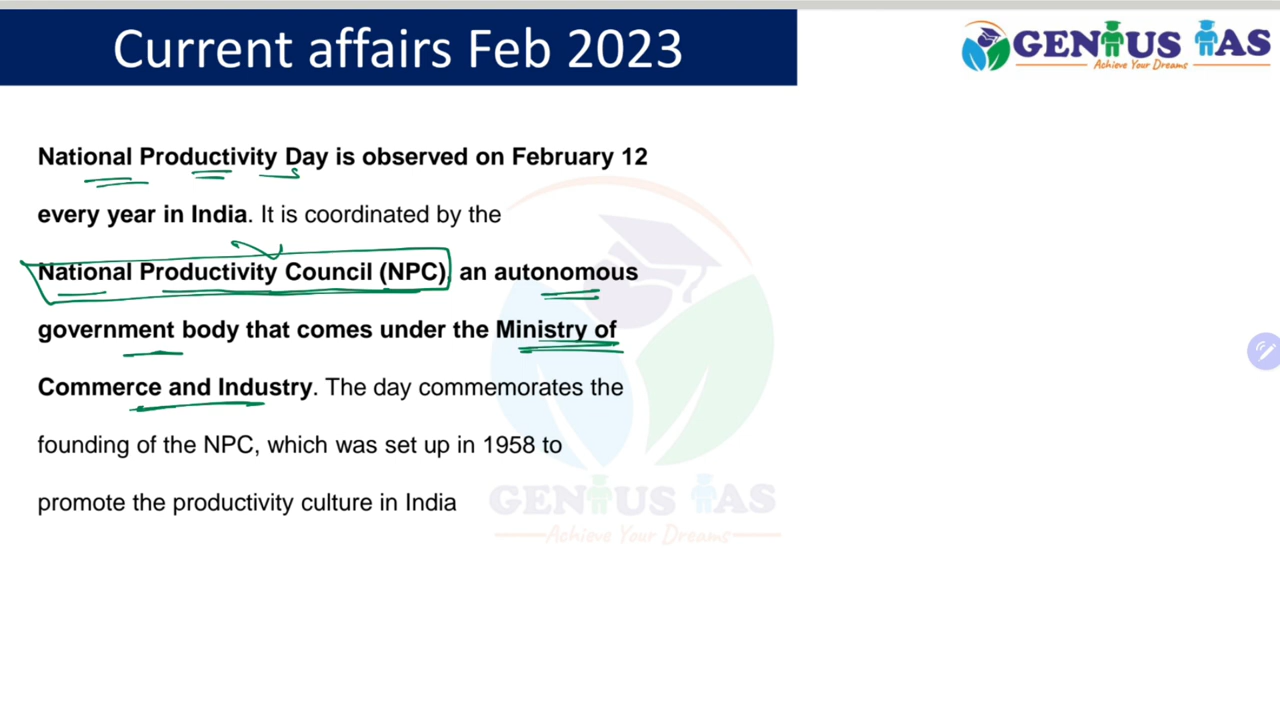 Current affairs Feb 2023
GENIUS IAS
Achieve Your Dreams
National Productivity Day is observed on February 12
every year in India. It is coordinated by the
National Productivity Council (NPC), an autonomous
government body that comes under the Ministry of
Commerce and Industry. The day commemorates the
founding of the NPC, which was set up in 1958 to
promote the productivity culture in India
GENIUS IAS
Achieve Your Dreams